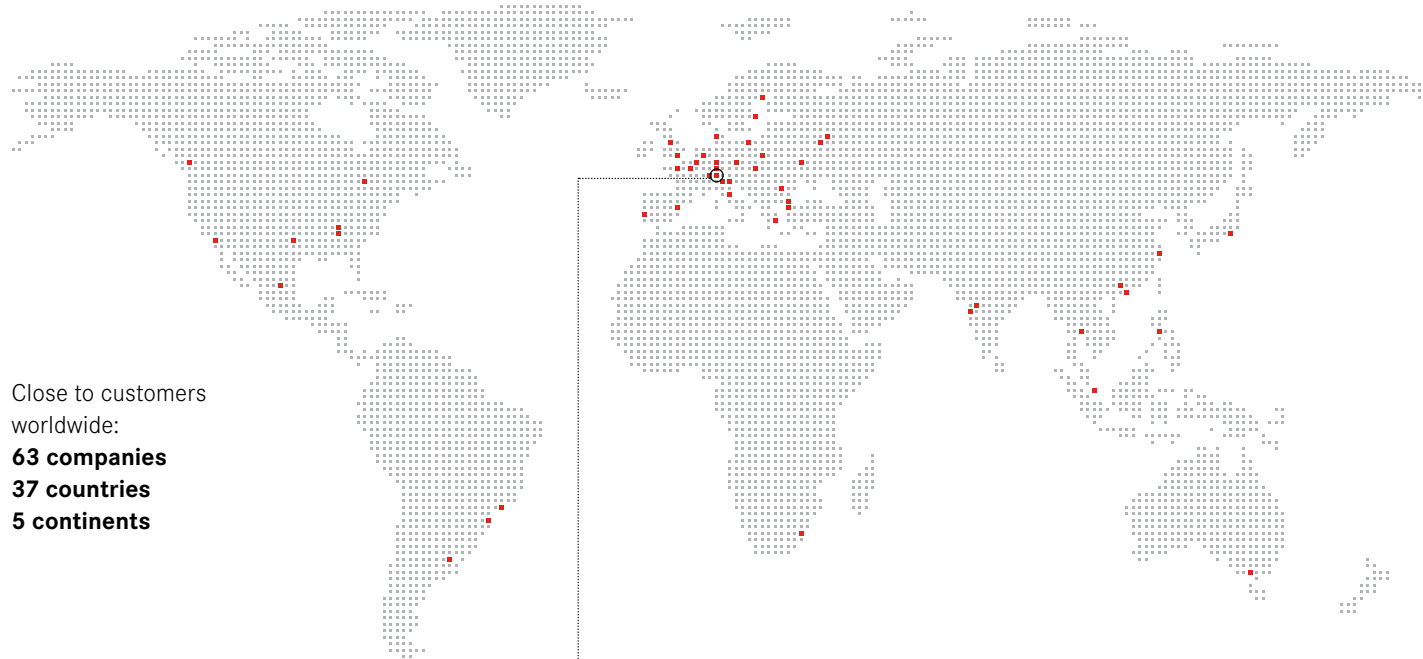 Close to customers
worldwide:
63 companies
37 countries
5 continents